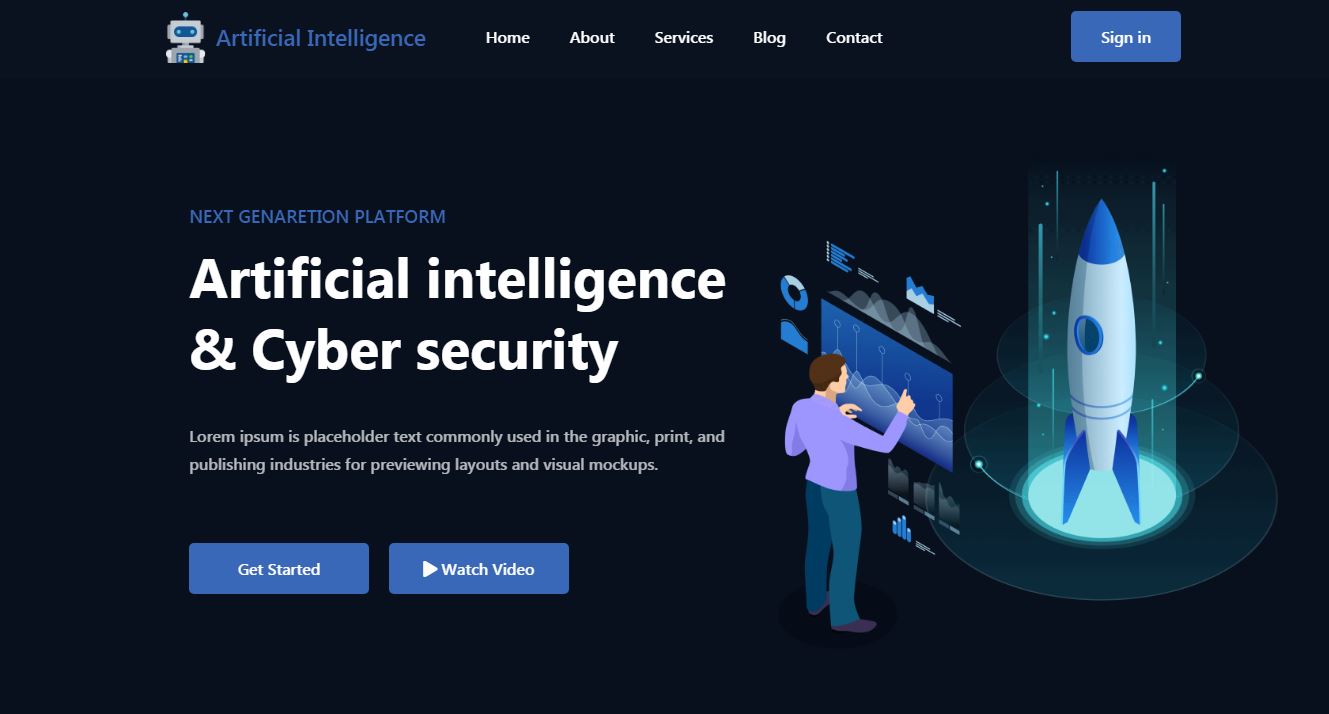 Artificial Intelligence
Home
About
Services
Blog
Contact
Sign in
NEXT GENARETION PLATFORM
Artificial intelligence
& Cyber security
Lorem ipsum is placeholder text commonly used in the graphic, print, and
publishing industries for previewing layouts and visual mockups.
Get Started
Watch Video